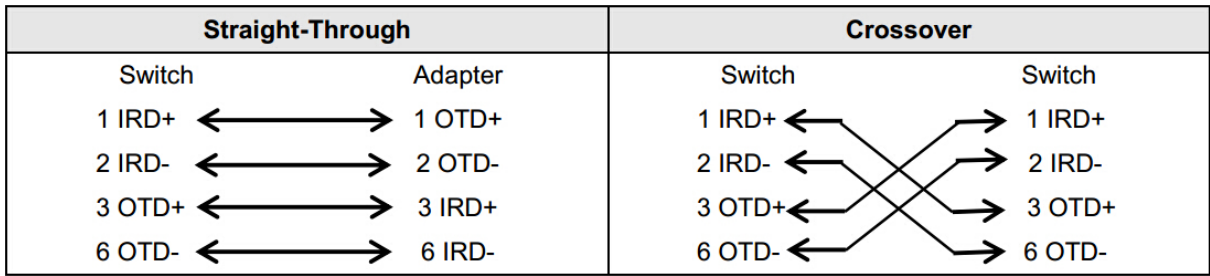 Straight-Through Crossover
Switch Adapter Switch Switch
1 IRD+ 1 OTD+ 1 IRD+ 1 IRD+
2 IRD- 2 OTD- 2 IRD- 2 IRD-
3 OTD+ 3 IRD+ 3 OTD+ 3 OTD+
6 OTD- 6 IRD- 6 OTD- 6 OTD-